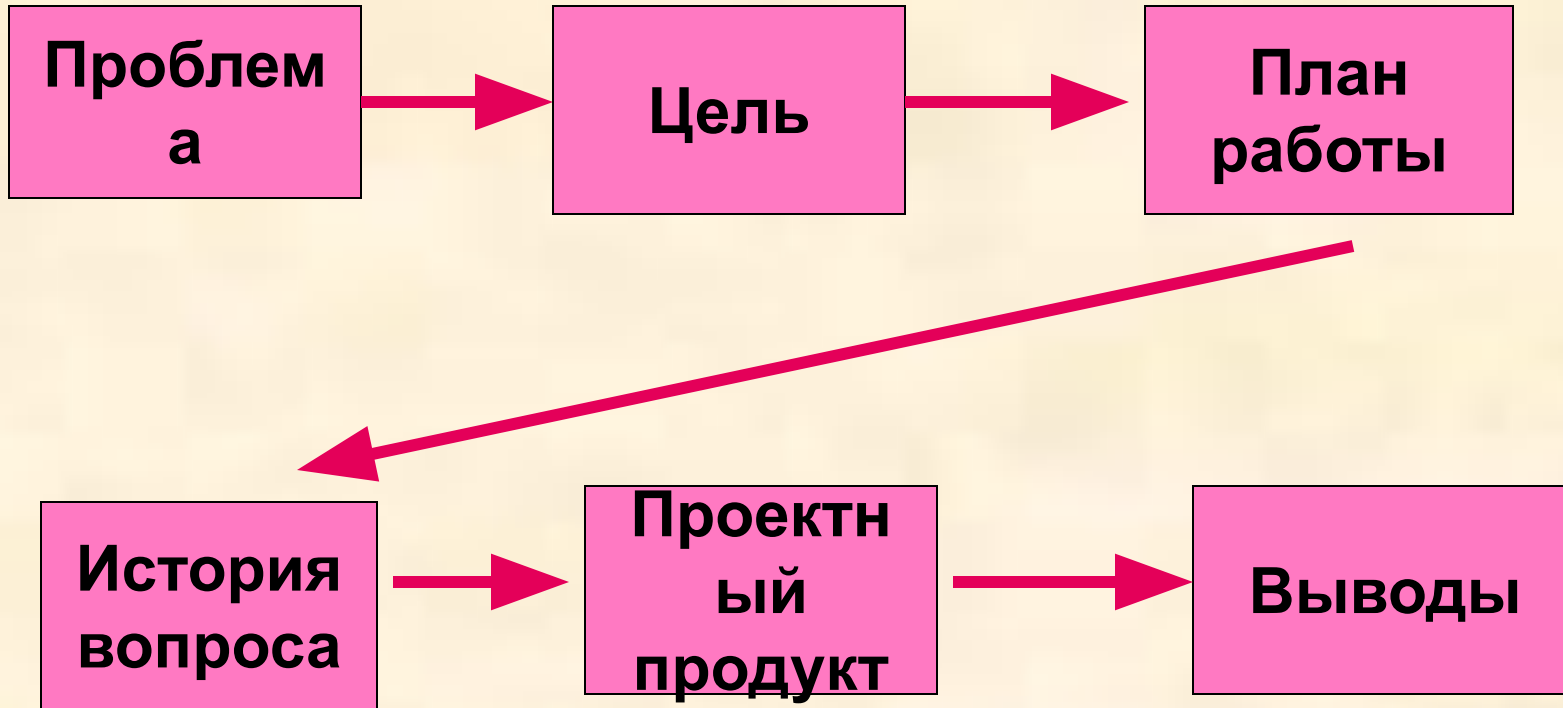 Проблем
а
Цель
План
работы
История
вопроса
Проектн
ый
продукт
Выводы